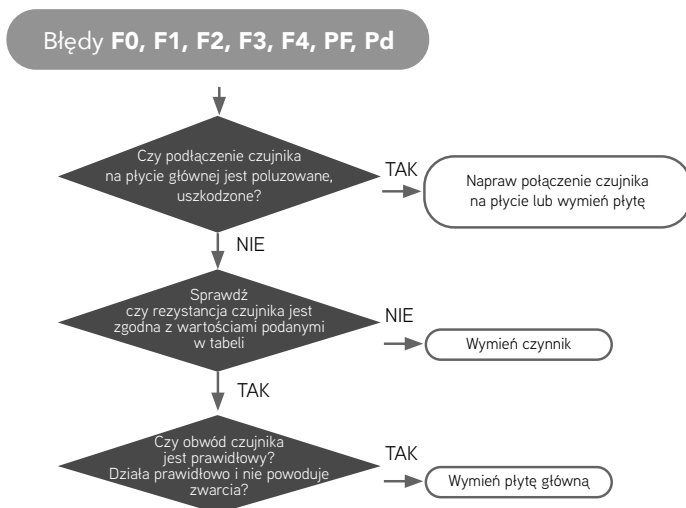 Błędy F0, F1, F2, F3, F4, PF, Pd
Czy podłączenie czujnika
na płycie głównej jest poluzowane,
uszkodzone?
TAK
Napraw połączenie czujnika
na płycie lub wymień płytę
NIE
Sprawdź
czy rezystancja czujnika jest
zgodna z wartościami podanymi
w tabeli
NIE
Wymień czynnik
TAK
Czy obwód czujnika
jest prawidłowy?
Działa prawidłowo i nie powoduje
zwarcia?
TAK
Wymień płytę główną